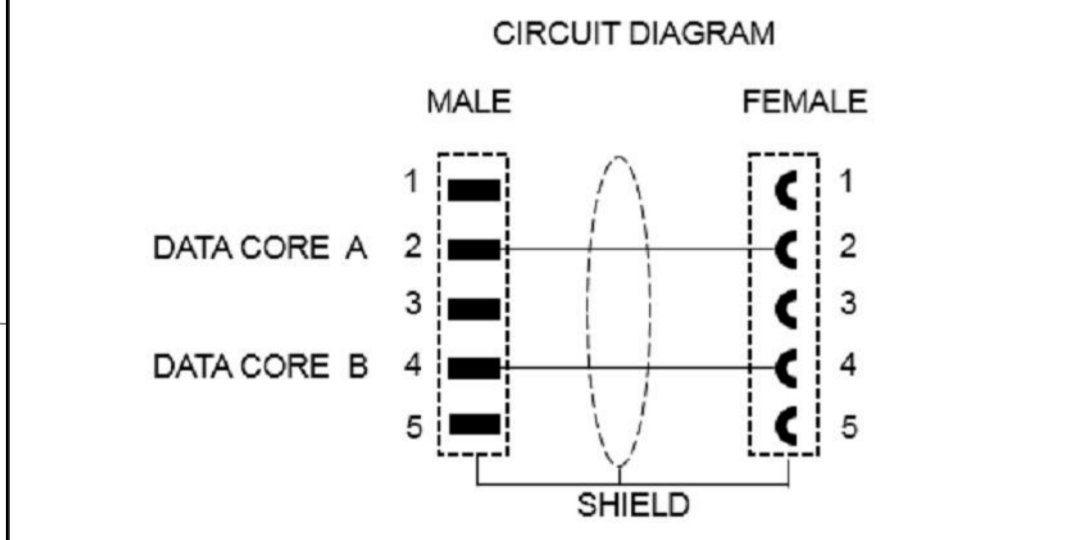 CIRCUIT DIAGRAM
MALE FEMALE
1 1
DATA CORE A 2 2
3 3
DATA CORE B 4 4
5 5
SHIELD